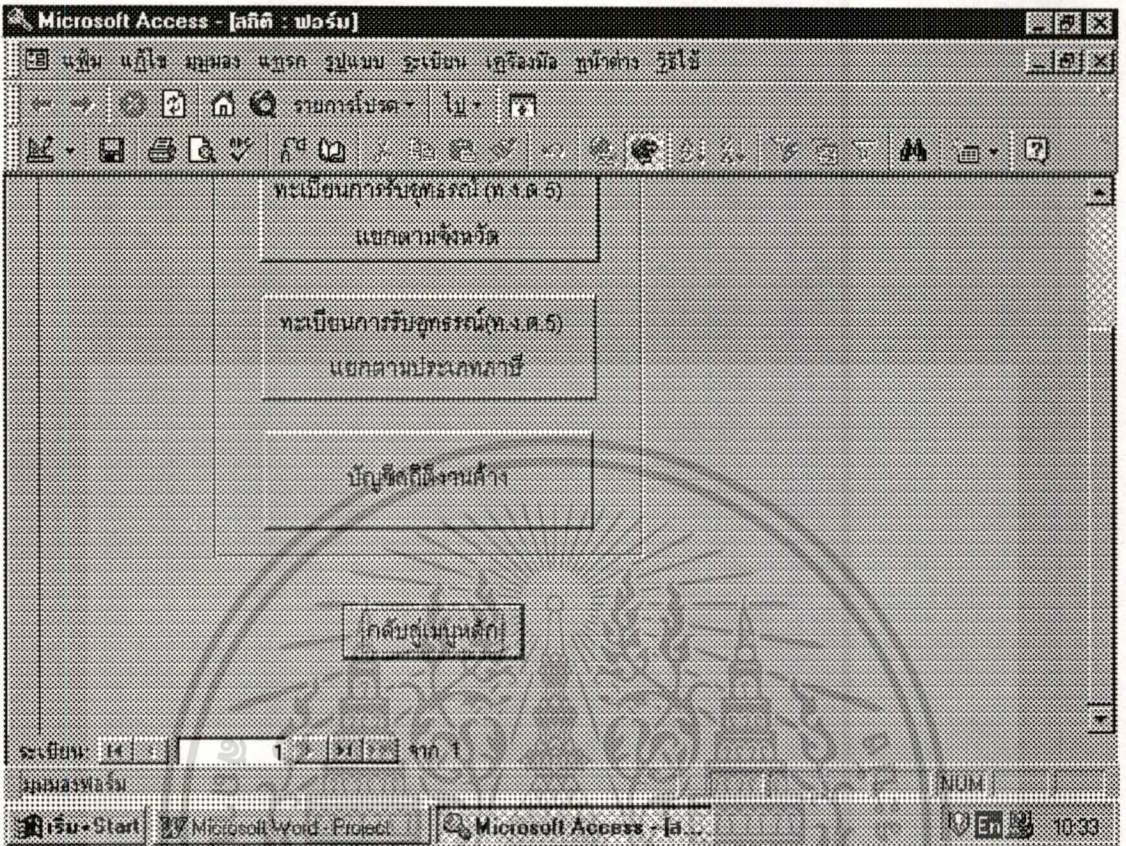 Microsoft Access - [สถิติ : ฟอร์ม]
แฟ้ม แก้ไข มุมมอง แทรก รูปแบบ ระเบียน เครื่องมือ หน้าต่าง วิธีใช้
รายการโปรด ไป
ทะเบียนการรับอุทธรณ์ (ท.ง.ด.5)
แยกตามจังหวัด
ทะเบียนการรับอุทธรณ์(ท.ง.ด.5)
แยกตามประเภทภาษี
บัญชีสถิติงานค้าง
กลับสู่เมนูหลัก
ระเบียน: 1 จาก 1
มุมมองฟอร์ม NUM
เริ่ม-Start Microsoft Word - Project Microsoft Access - [ส... En 10:33